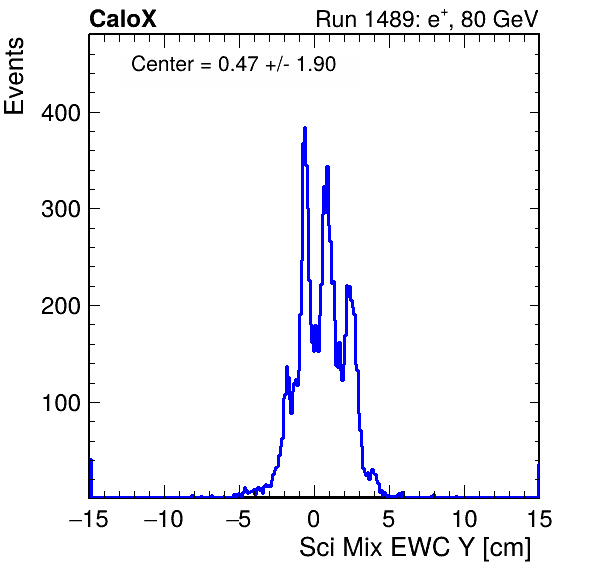 CaloX Run 1489: e⁺, 80 GeV
Center = 0.47 +/- 1.90
Events
400
300
200
100
−15 −10 −5 0 5 10 15
Sci Mix EWC Y [cm]